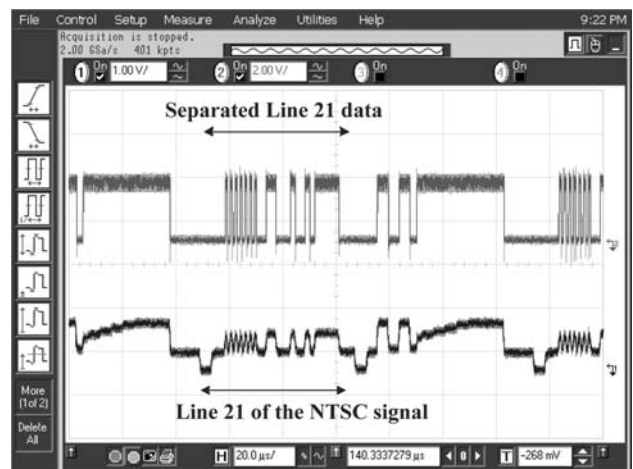 File Control Setup Measure Analyze Utilities Help 9:22 PM
Acquisition is stopped.
2.00 GSa/s 401 kpts
1 On 1.00 V/ 2 On 2.00 V/ 3 On 4 On
Separated Line 21 data
Line 21 of the NTSC signal
More
(1of 2)
Delete
All
H 20.0 µs/ 140.3337279 µs 0 T -268 mV